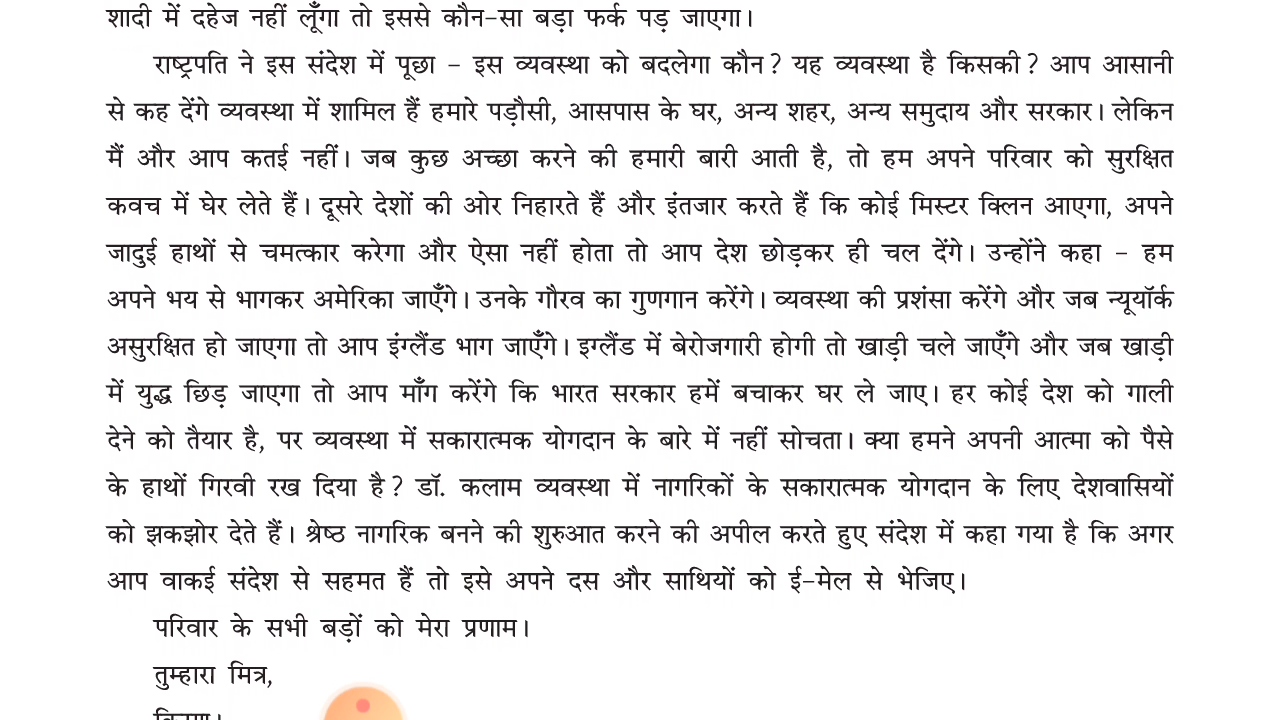 शादी में दहेज नहीं लूँगा तो इससे कौन-सा बड़ा फर्क पड़ जाएगा।
राष्ट्रपति ने इस संदेश में पूछा – इस व्यवस्था को बदलेगा कौन? यह व्यवस्था है किसकी? आप आसानी
से कह देंगे व्यवस्था में शामिल हैं हमारे पड़ौसी, आसपास के घर, अन्य शहर, अन्य समुदाय और सरकार। लेकिन
मैं और आप कतई नहीं। जब कुछ अच्छा करने की हमारी बारी आती है, तो हम अपने परिवार को सुरक्षित
कवच में घेर लेते हैं। दूसरे देशों की ओर निहारते हैं और इंतजार करते हैं कि कोई मिस्टर क्लिन आएगा, अपने
जादुई हाथों से चमत्कार करेगा और ऐसा नहीं होता तो आप देश छोड़कर ही चल देंगे। उन्होंने कहा – हम
अपने भय से भागकर अमेरिका जाएँगे। उनके गौरव का गुणगान करेंगे। व्यवस्था की प्रशंसा करेंगे और जब न्यूयॉर्क
असुरक्षित हो जाएगा तो आप इंग्लैंड भाग जाएँगे। इग्लैंड में बेरोजगारी होगी तो खाड़ी चले जाएँगे और जब खाड़ी
में युद्ध छिड़ जाएगा तो आप माँग करेंगे कि भारत सरकार हमें बचाकर घर ले जाए। हर कोई देश को गाली
देने को तैयार है, पर व्यवस्था में सकारात्मक योगदान के बारे में नहीं सोचता। क्या हमने अपनी आत्मा को पैसे
के हाथों गिरवी रख दिया है? डॉ. कलाम व्यवस्था में नागरिकों के सकारात्मक योगदान के लिए देशवासियों
को झकझोर देते हैं। श्रेष्ठ नागरिक बनने की शुरुआत करने की अपील करते हुए संदेश में कहा गया है कि अगर
आप वाकई संदेश से सहमत हैं तो इसे अपने दस और साथियों को ई-मेल से भेजिए।
परिवार के सभी बड़ों को मेरा प्रणाम।
तुम्हारा मित्र,